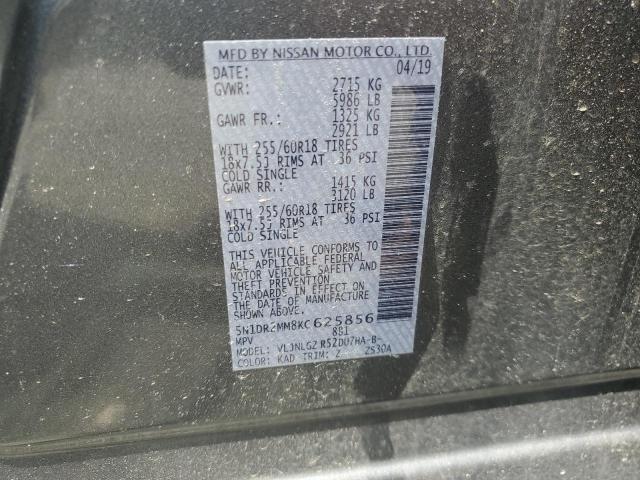 MFD BY NISSAN MOTOR CO., LTD.
DATE: 04/19
GVWR: 2715 KG
5986 LB
GAWR FR.: 1325 KG
2921 LB
WITH 255/60R18 TIRES
18x7.5J RIMS AT 36 PSI
COLD SINGLE
GAWR RR.: 1415 KG
3120 LB
WITH 255/60R18 TIRES
18x7.5J RIMS AT 36 PSI
COLD SINGLE
THIS VEHICLE CONFORMS TO
ALL APPLICABLE FEDERAL
MOTOR VEHICLE SAFETY AND
THEFT PREVENTION
STANDARDS IN EFFECT ON
THE DATE OF MANUFACTURE
SHOWN ABOVE.
5N1DR2MM8KC625856
MPV 881
MODEL:
COLOR: KAD TRIM: Z ZS30A